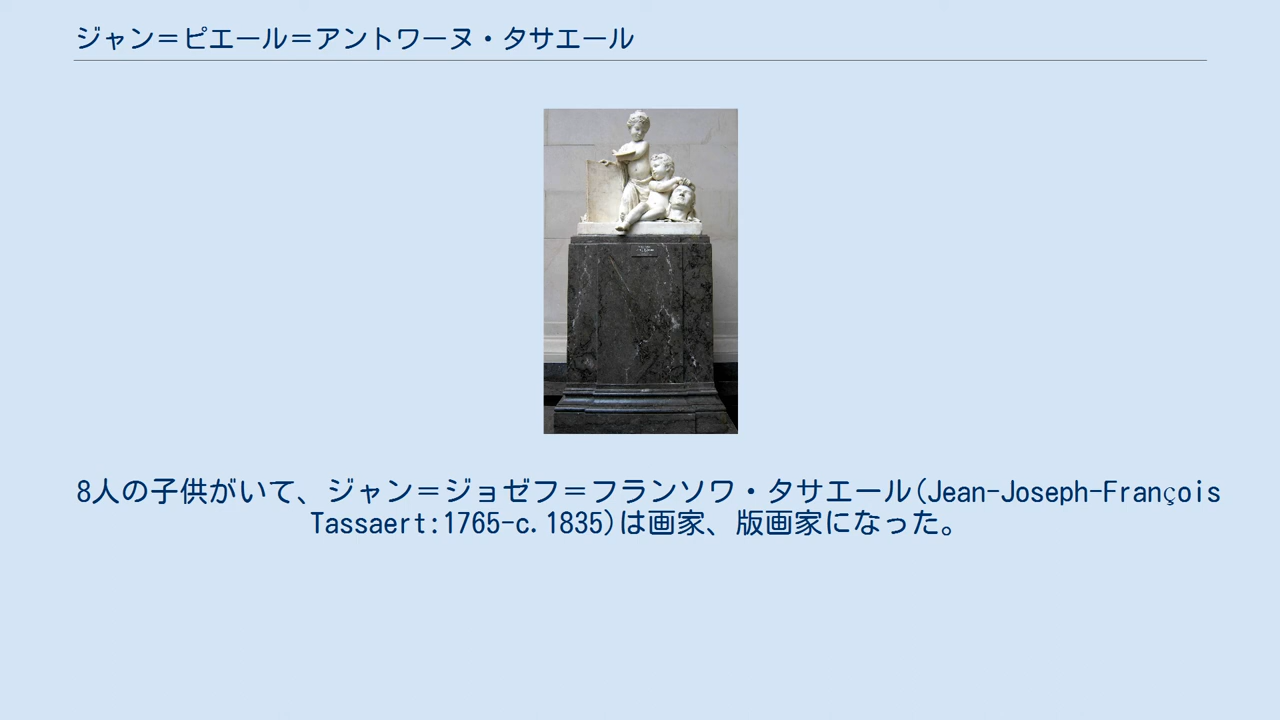 ジャン＝ピエール＝アントワーヌ・タサエール
8人の子供がいて、ジャン＝ジョゼフ＝フランソワ・タサエール(Jean-Joseph-François
Tassaert:1765-c.1835)は画家、版画家になった。